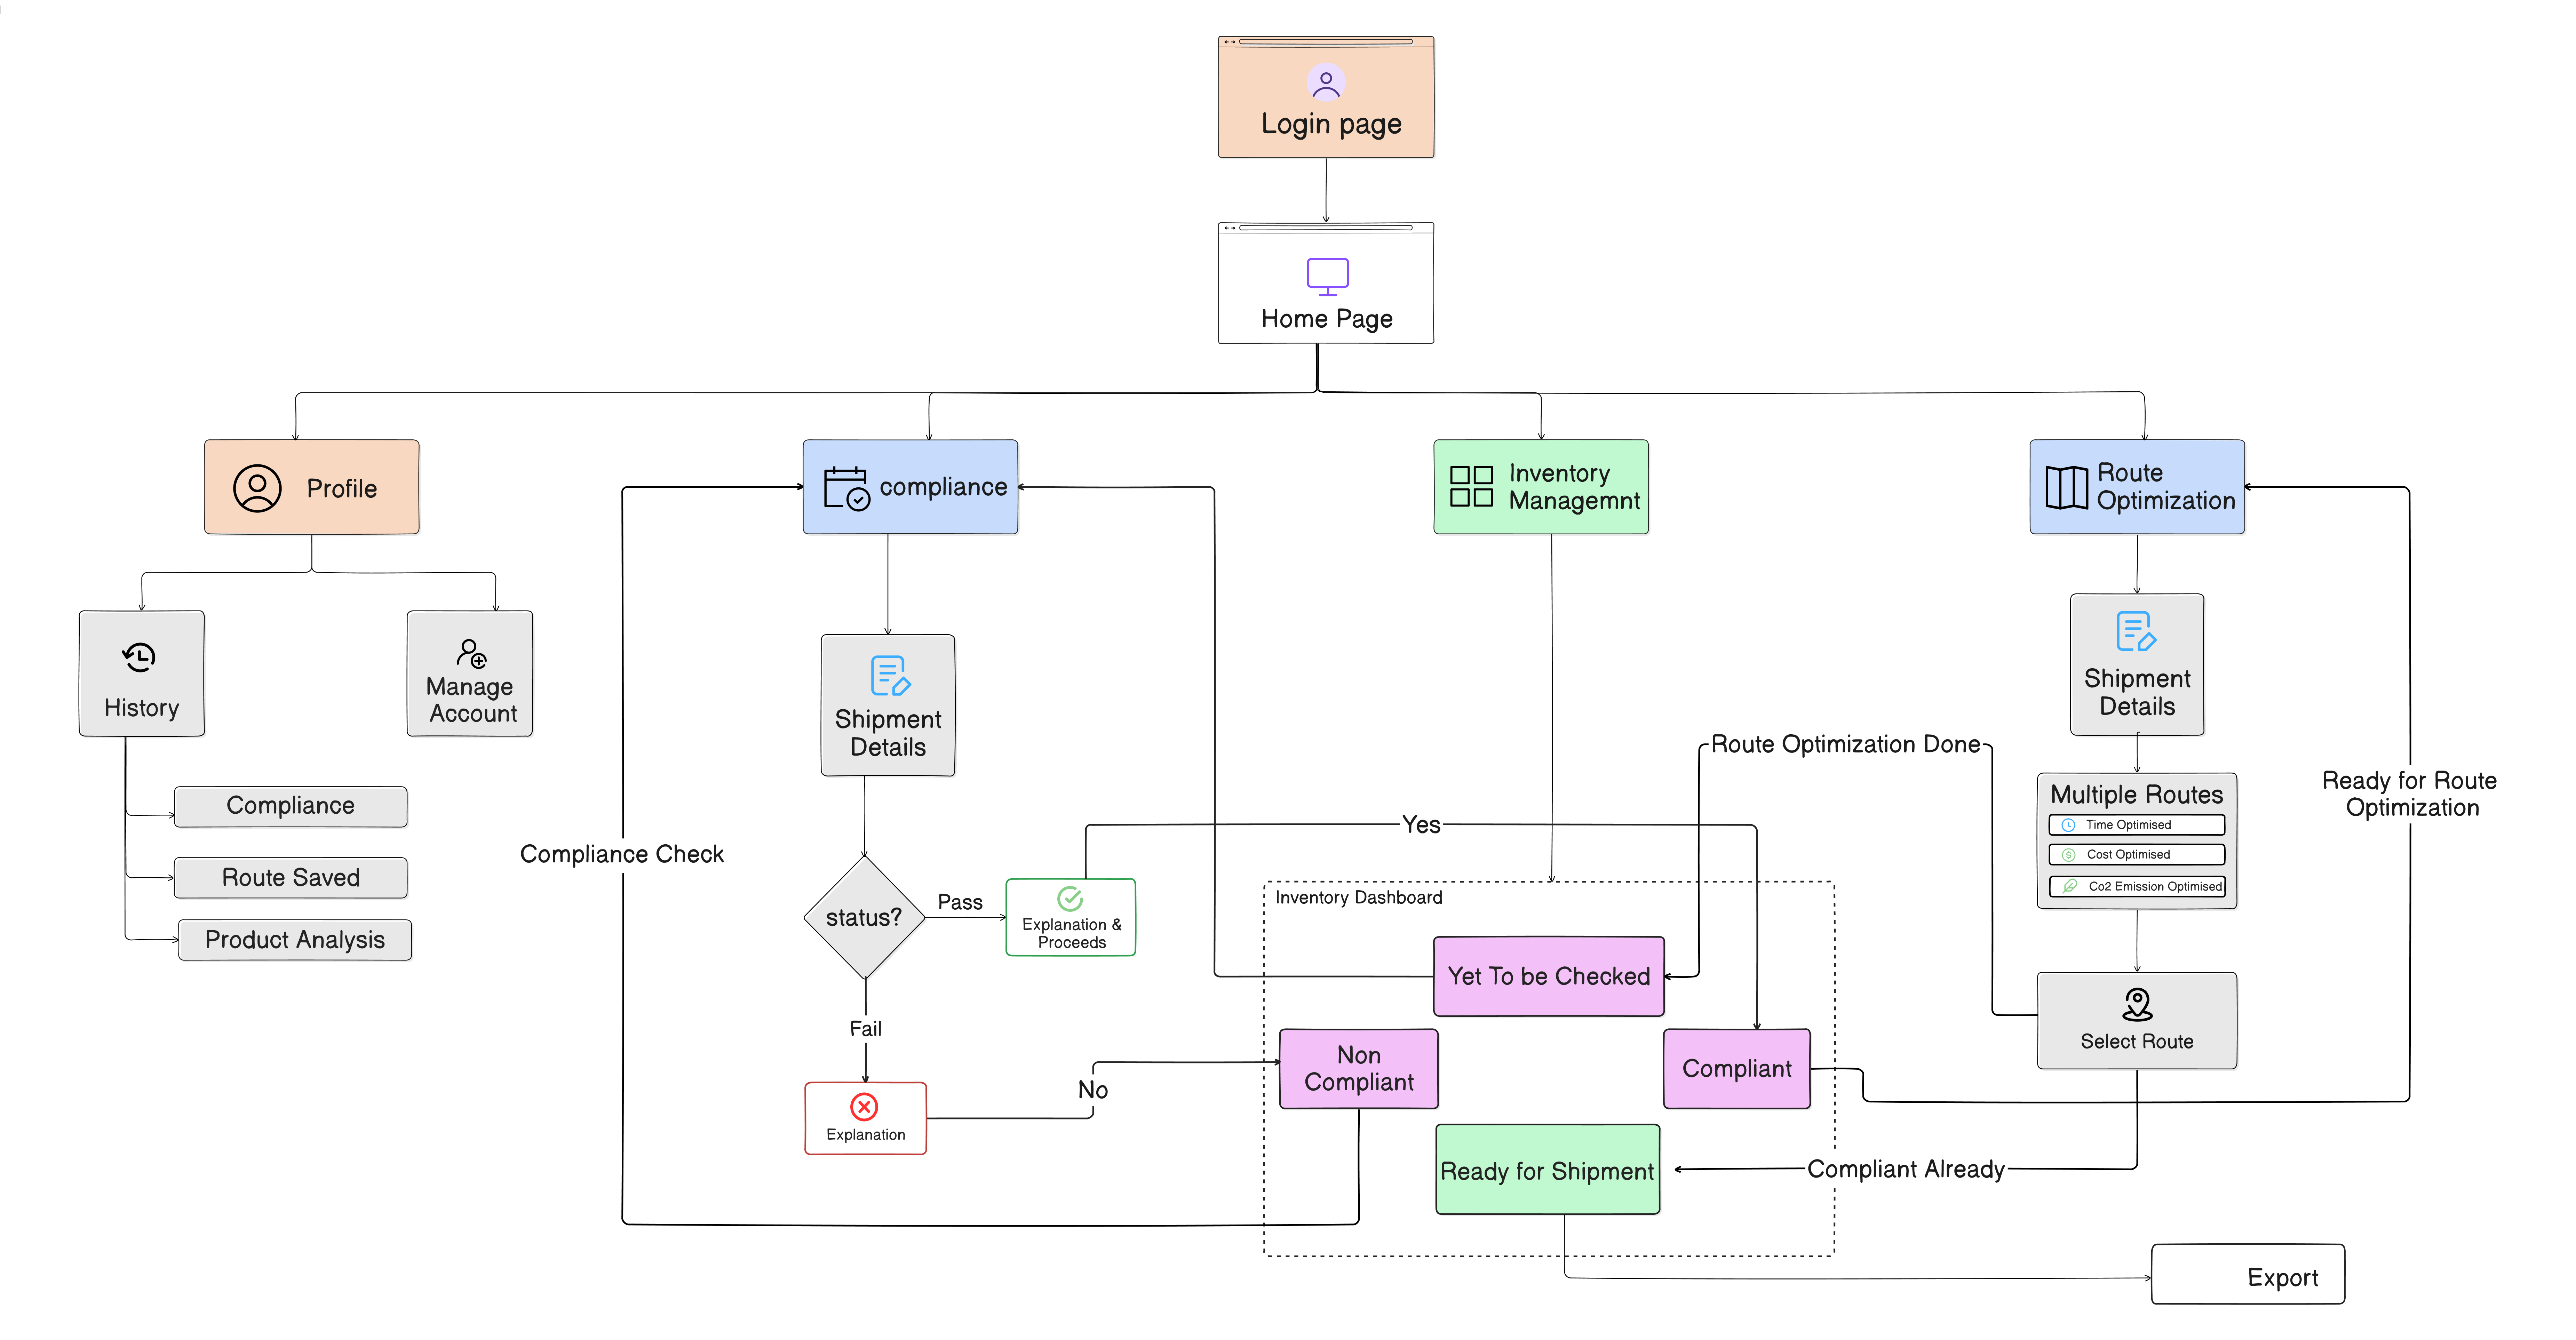 Login page
Home Page
Profile
compliance
Inventory
Managemnt
Route
Optimization
History
Manage
Account
Compliance
Route Saved
Product Analysis
Shipment
Details
Compliance Check
status?
Pass
Explanation &
Proceeds
Yes
Fail
Explanation
No
Inventory Dashboard
Yet To be Checked
Non
Compliant
Compliant
Ready for Shipment
Route Optimization Done
Shipment
Details
Multiple Routes
Time Optimised
Cost Optimised
Co2 Emission Optimised
Select Route
Ready for Route
Optimization
Compliant Already
Export